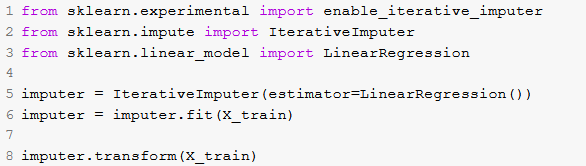 1 from sklearn.experimental import enable_iterative_imputer
2 from sklearn.impute import IterativeImputer
3 from sklearn.linear_model import LinearRegression
4
5 imputer = IterativeImputer(estimator=LinearRegression())
6 imputer = imputer.fit(X_train)
7
8 imputer.transform(X_train)